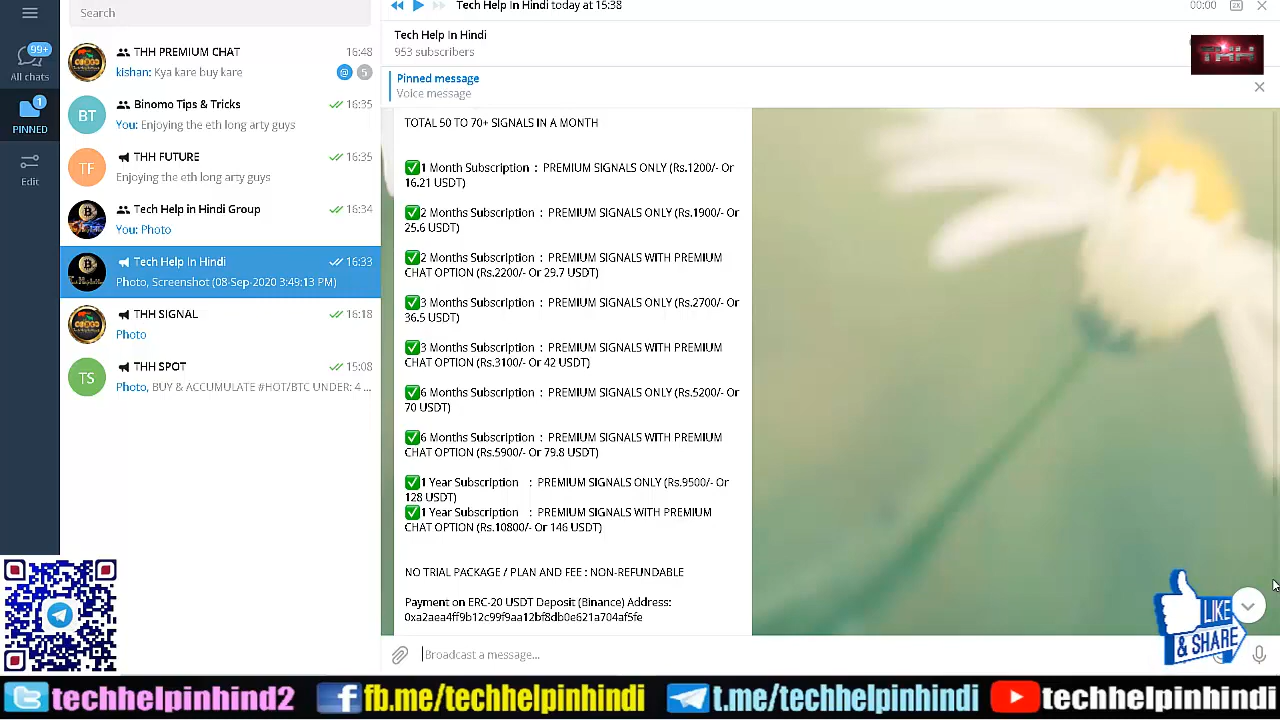 Search
99+
All chats
1
PINNED
Edit
THH PREMIUM CHAT 16:48
kishan: Kya kare buy kare @ 5
BT
Binomo Tips & Tricks 16:35
You: Enjoying the eth long arty guys
TF
THH FUTURE 16:35
Enjoying the eth long arty guys
Tech Help in Hindi Group 16:34
You: Photo
Tech Help In Hindi 16:33
Photo, Screenshot (08-Sep-2020 3:49:13 PM)
THH SIGNAL 16:18
Photo
TS
THH SPOT 15:08
Photo, BUY & ACCUMULATE #HOT/BTC UNDER: 4 ...
Tech Help In Hindi today at 15:38
00:00 2X
Tech Help In Hindi
953 subscribers
THH
Pinned message
Voice message
TOTAL 50 TO 70+ SIGNALS IN A MONTH
✅1 Month Subscription : PREMIUM SIGNALS ONLY (Rs.1200/- Or
16.21 USDT)
✅2 Months Subscription : PREMIUM SIGNALS ONLY (Rs.1900/- Or
25.6 USDT)
✅2 Months Subscription : PREMIUM SIGNALS WITH PREMIUM
CHAT OPTION (Rs.2200/- Or 29.7 USDT)
✅3 Months Subscription : PREMIUM SIGNALS ONLY (Rs.2700/- Or
36.5 USDT)
✅3 Months Subscription : PREMIUM SIGNALS WITH PREMIUM
CHAT OPTION (Rs.3100/- Or 42 USDT)
✅6 Months Subscription : PREMIUM SIGNALS ONLY (Rs.5200/- Or
70 USDT)
✅6 Months Subscription : PREMIUM SIGNALS WITH PREMIUM
CHAT OPTION (Rs.5900/- Or 79.8 USDT)
✅1 Year Subscription : PREMIUM SIGNALS ONLY (Rs.9500/- Or
128 USDT)
✅1 Year Subscription : PREMIUM SIGNALS WITH PREMIUM
CHAT OPTION (Rs.10800/- Or 146 USDT)
NO TRIAL PACKAGE / PLAN AND FEE : NON-REFUNDABLE
Payment on ERC-20 USDT Deposit (Binance) Address:
0xa2aea4ff9b12c99f9aa12bf8db0e621a704af5fe
Broadcast a message...
LIKE
& SHARE
techhelpinhind2 fb.me/techhelpinhindi t.me/techhelpinhindi techhelpinhindi